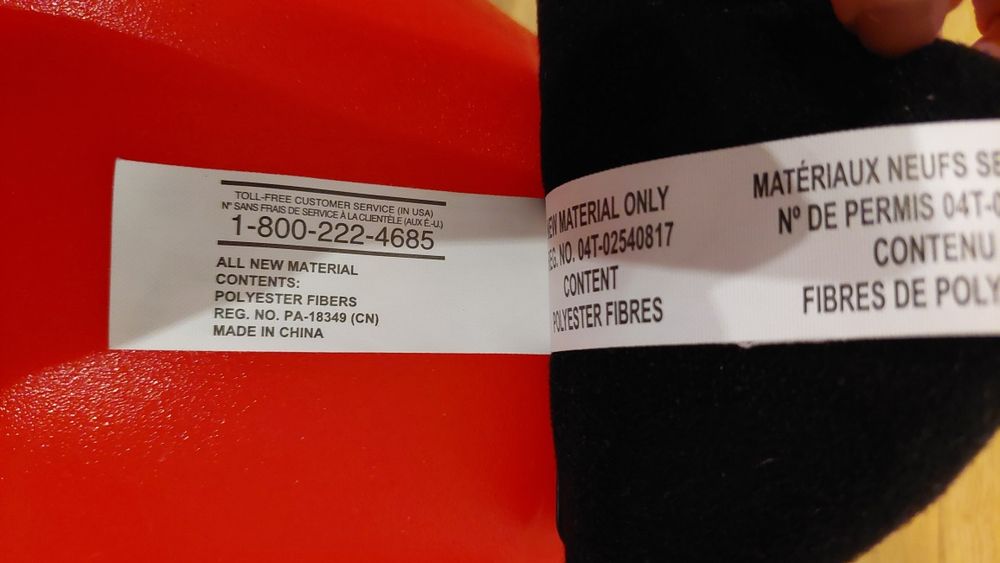 TOLL-FREE CUSTOMER SERVICE (IN USA)
N° SANS FRAIS DE SERVICE À LA CLIENTÈLE (AUX É.-U.)
1-800-222-4685
ALL NEW MATERIAL
CONTENTS:
POLYESTER FIBERS
REG. NO. PA-18349 (CN)
MADE IN CHINA
MATERIAL ONLY
NO. 04T-02540817
CONTENT
POLYESTER FIBRES
MATÉRIAUX NEUFS
Nº DE PERMIS 04T-
CONTENU
FIBRES DE